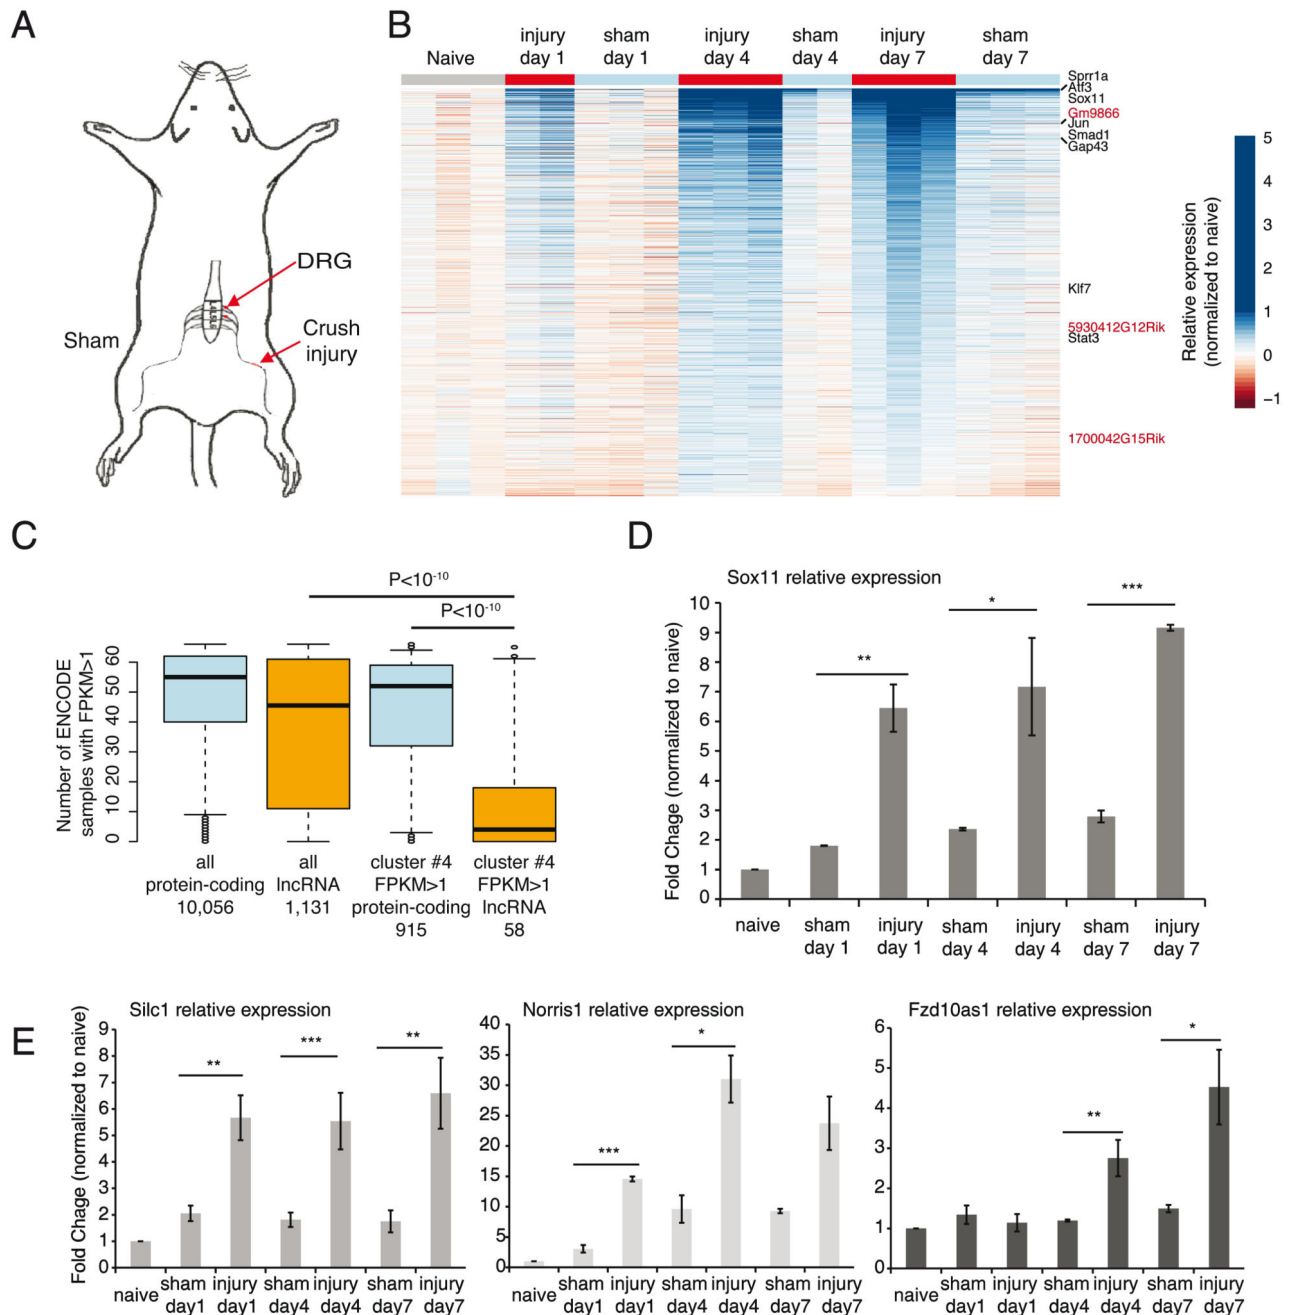 A
DRG
Sham
Crush
injury
B
Naive
injury
day 1
sham
day 1
injury
day 4
sham
day 4
injury
day 7
sham
day 7
Sprr1a
Atf3
Sox11
Gm9866
Jun
Smad1
Gap43
Klf7
5930412G12Rik
Stat3
1700042G15Rik
Relative expression
(normalized to naive)
5
4
3
2
1
0
−1
C
P<10-10
P<10-10
Number of ENCODE
samples with FPKM>1
60
50
40
30
20
10
0
all
protein-coding
10,056
all
lncRNA
1,131
cluster #4
FPKM>1
protein-coding
915
cluster #4
FPKM>1
lncRNA
58
D
Sox11 relative expression
Fold Chage (normalized to naive)
10
9
8
7
6
5
4
3
2
1
0
**
*
***
naive
sham
day 1
injury
day 1
sham
day 4
injury
day 4
sham
day 7
injury
day 7
E
Silc1 relative expression
Fold Chage (normalized to naive)
9
8
7
6
5
4
3
2
1
0
**
***
**
naive
sham
day1
injury
day1
sham
day4
injury
day4
sham
day7
injury
day7
Norris1 relative expression
40
35
30
25
20
15
10
5
0
***
*
naive
sham
day1
injury
day1
sham
day4
injury
day4
sham
day7
injury
day7
Fzd10as1 relative expression
6
5
4
3
2
1
0
**
*
naive
sham
day1
injury
day1
sham
day4
injury
day4
sham
day7
injury
day7